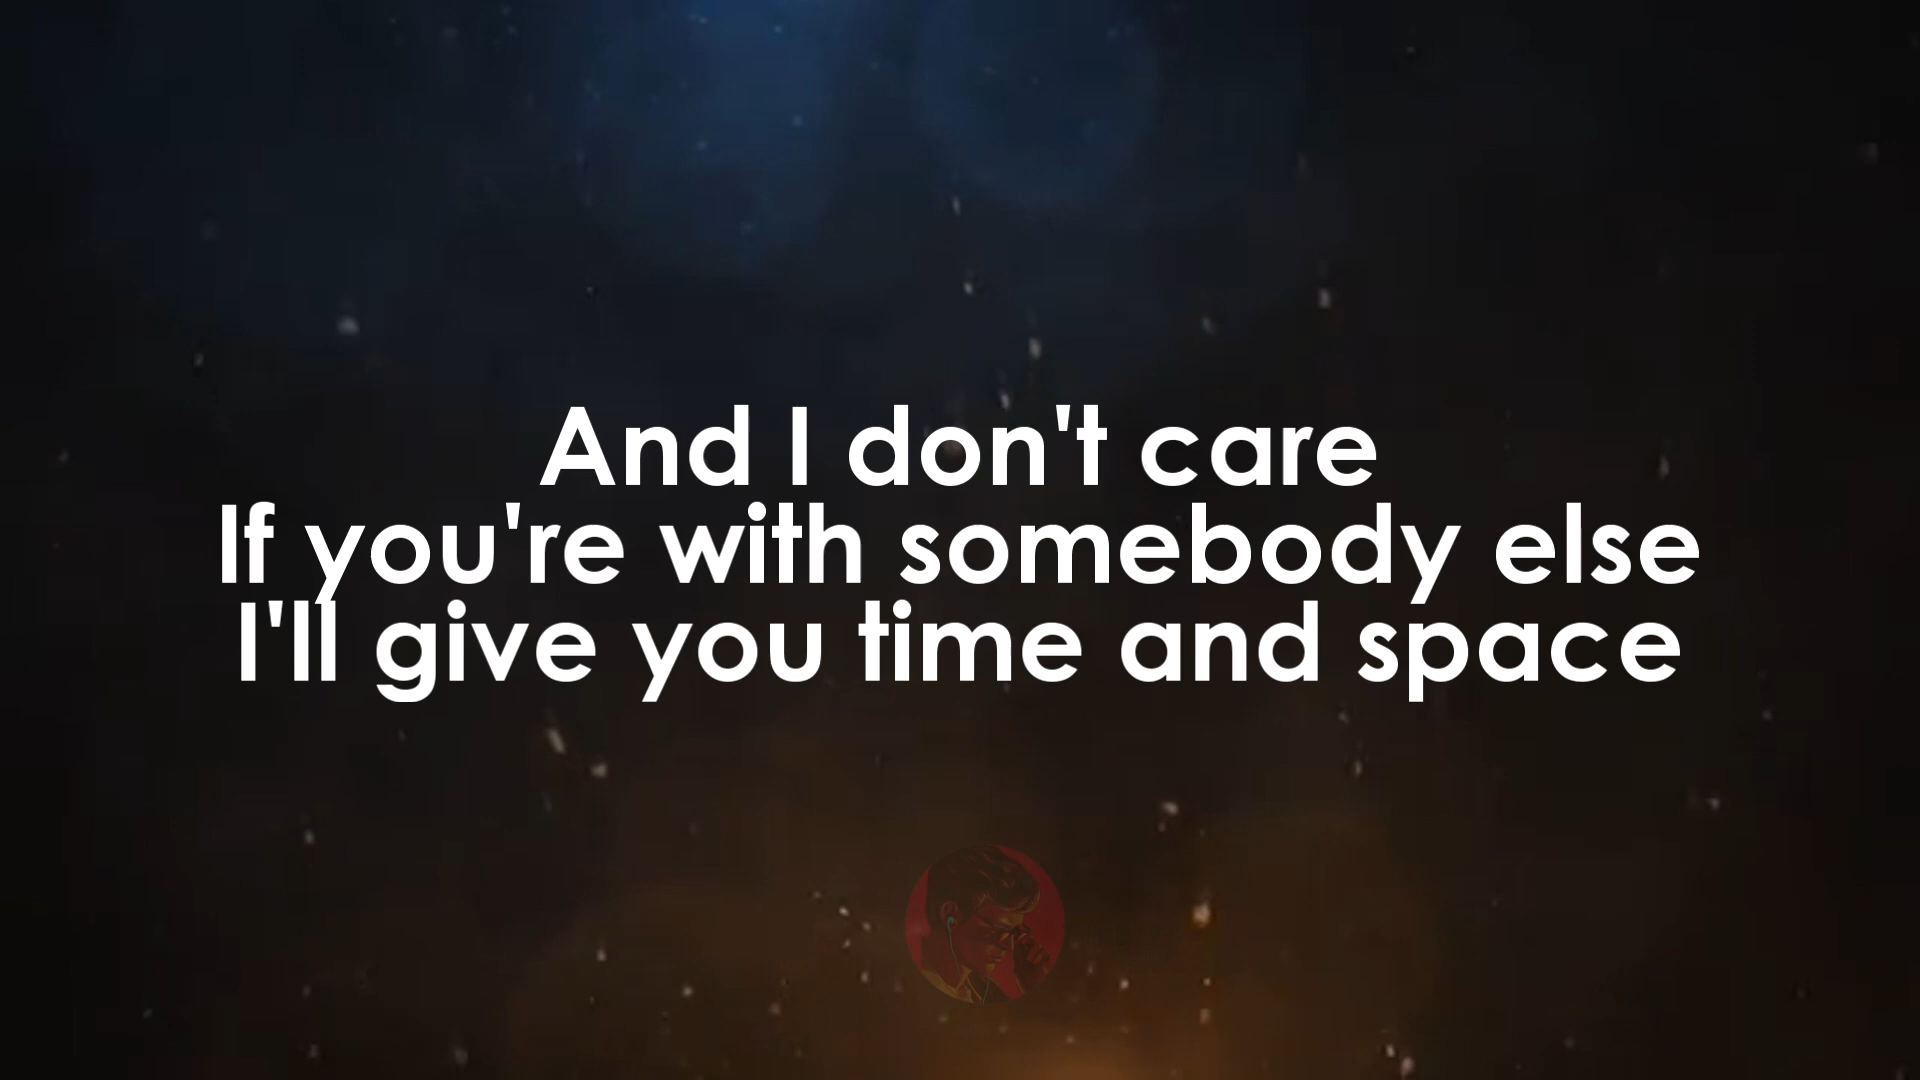 And I don't care
If you're with somebody else
I'll give you time and space